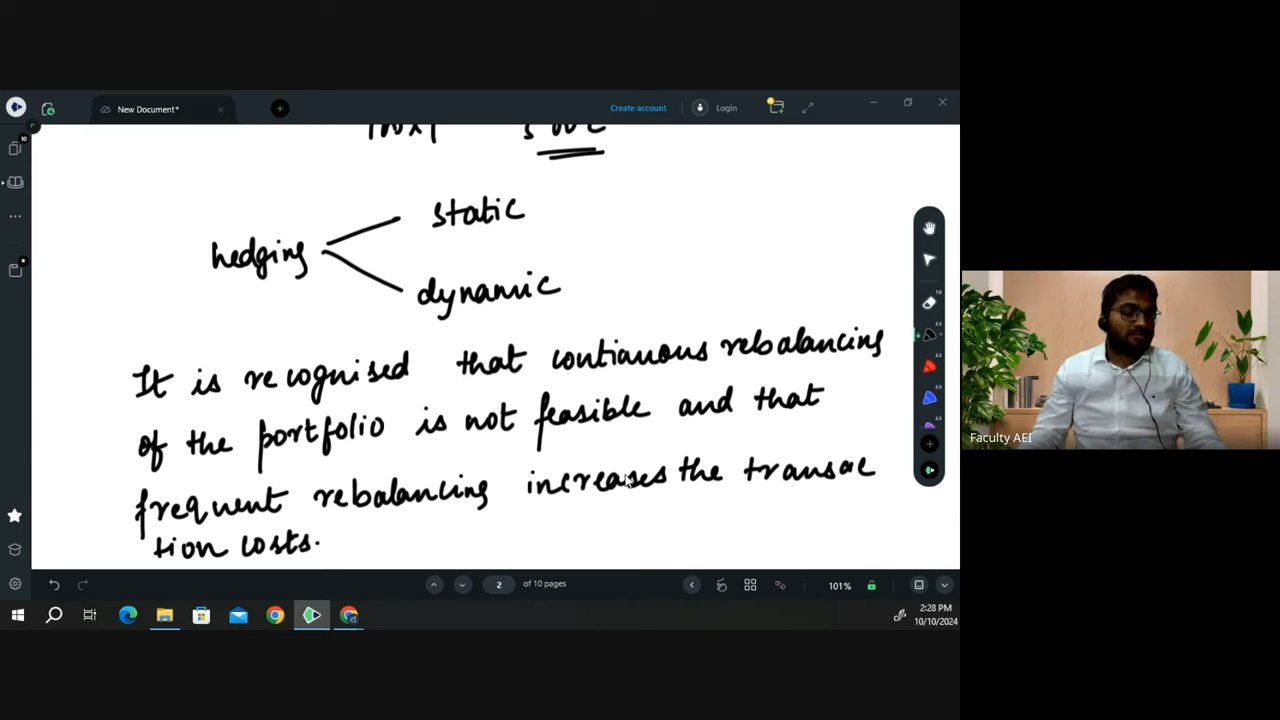 New Document*
Create account
Login
static
hedging
dynamic
It is recognised that continuous rebalancing
of the portfolio is not feasible and that
frequent rebalancing increases the transac
tion costs.
Faculty AEI
2 of 10 pages
101%
2:28 PM
10/10/2024